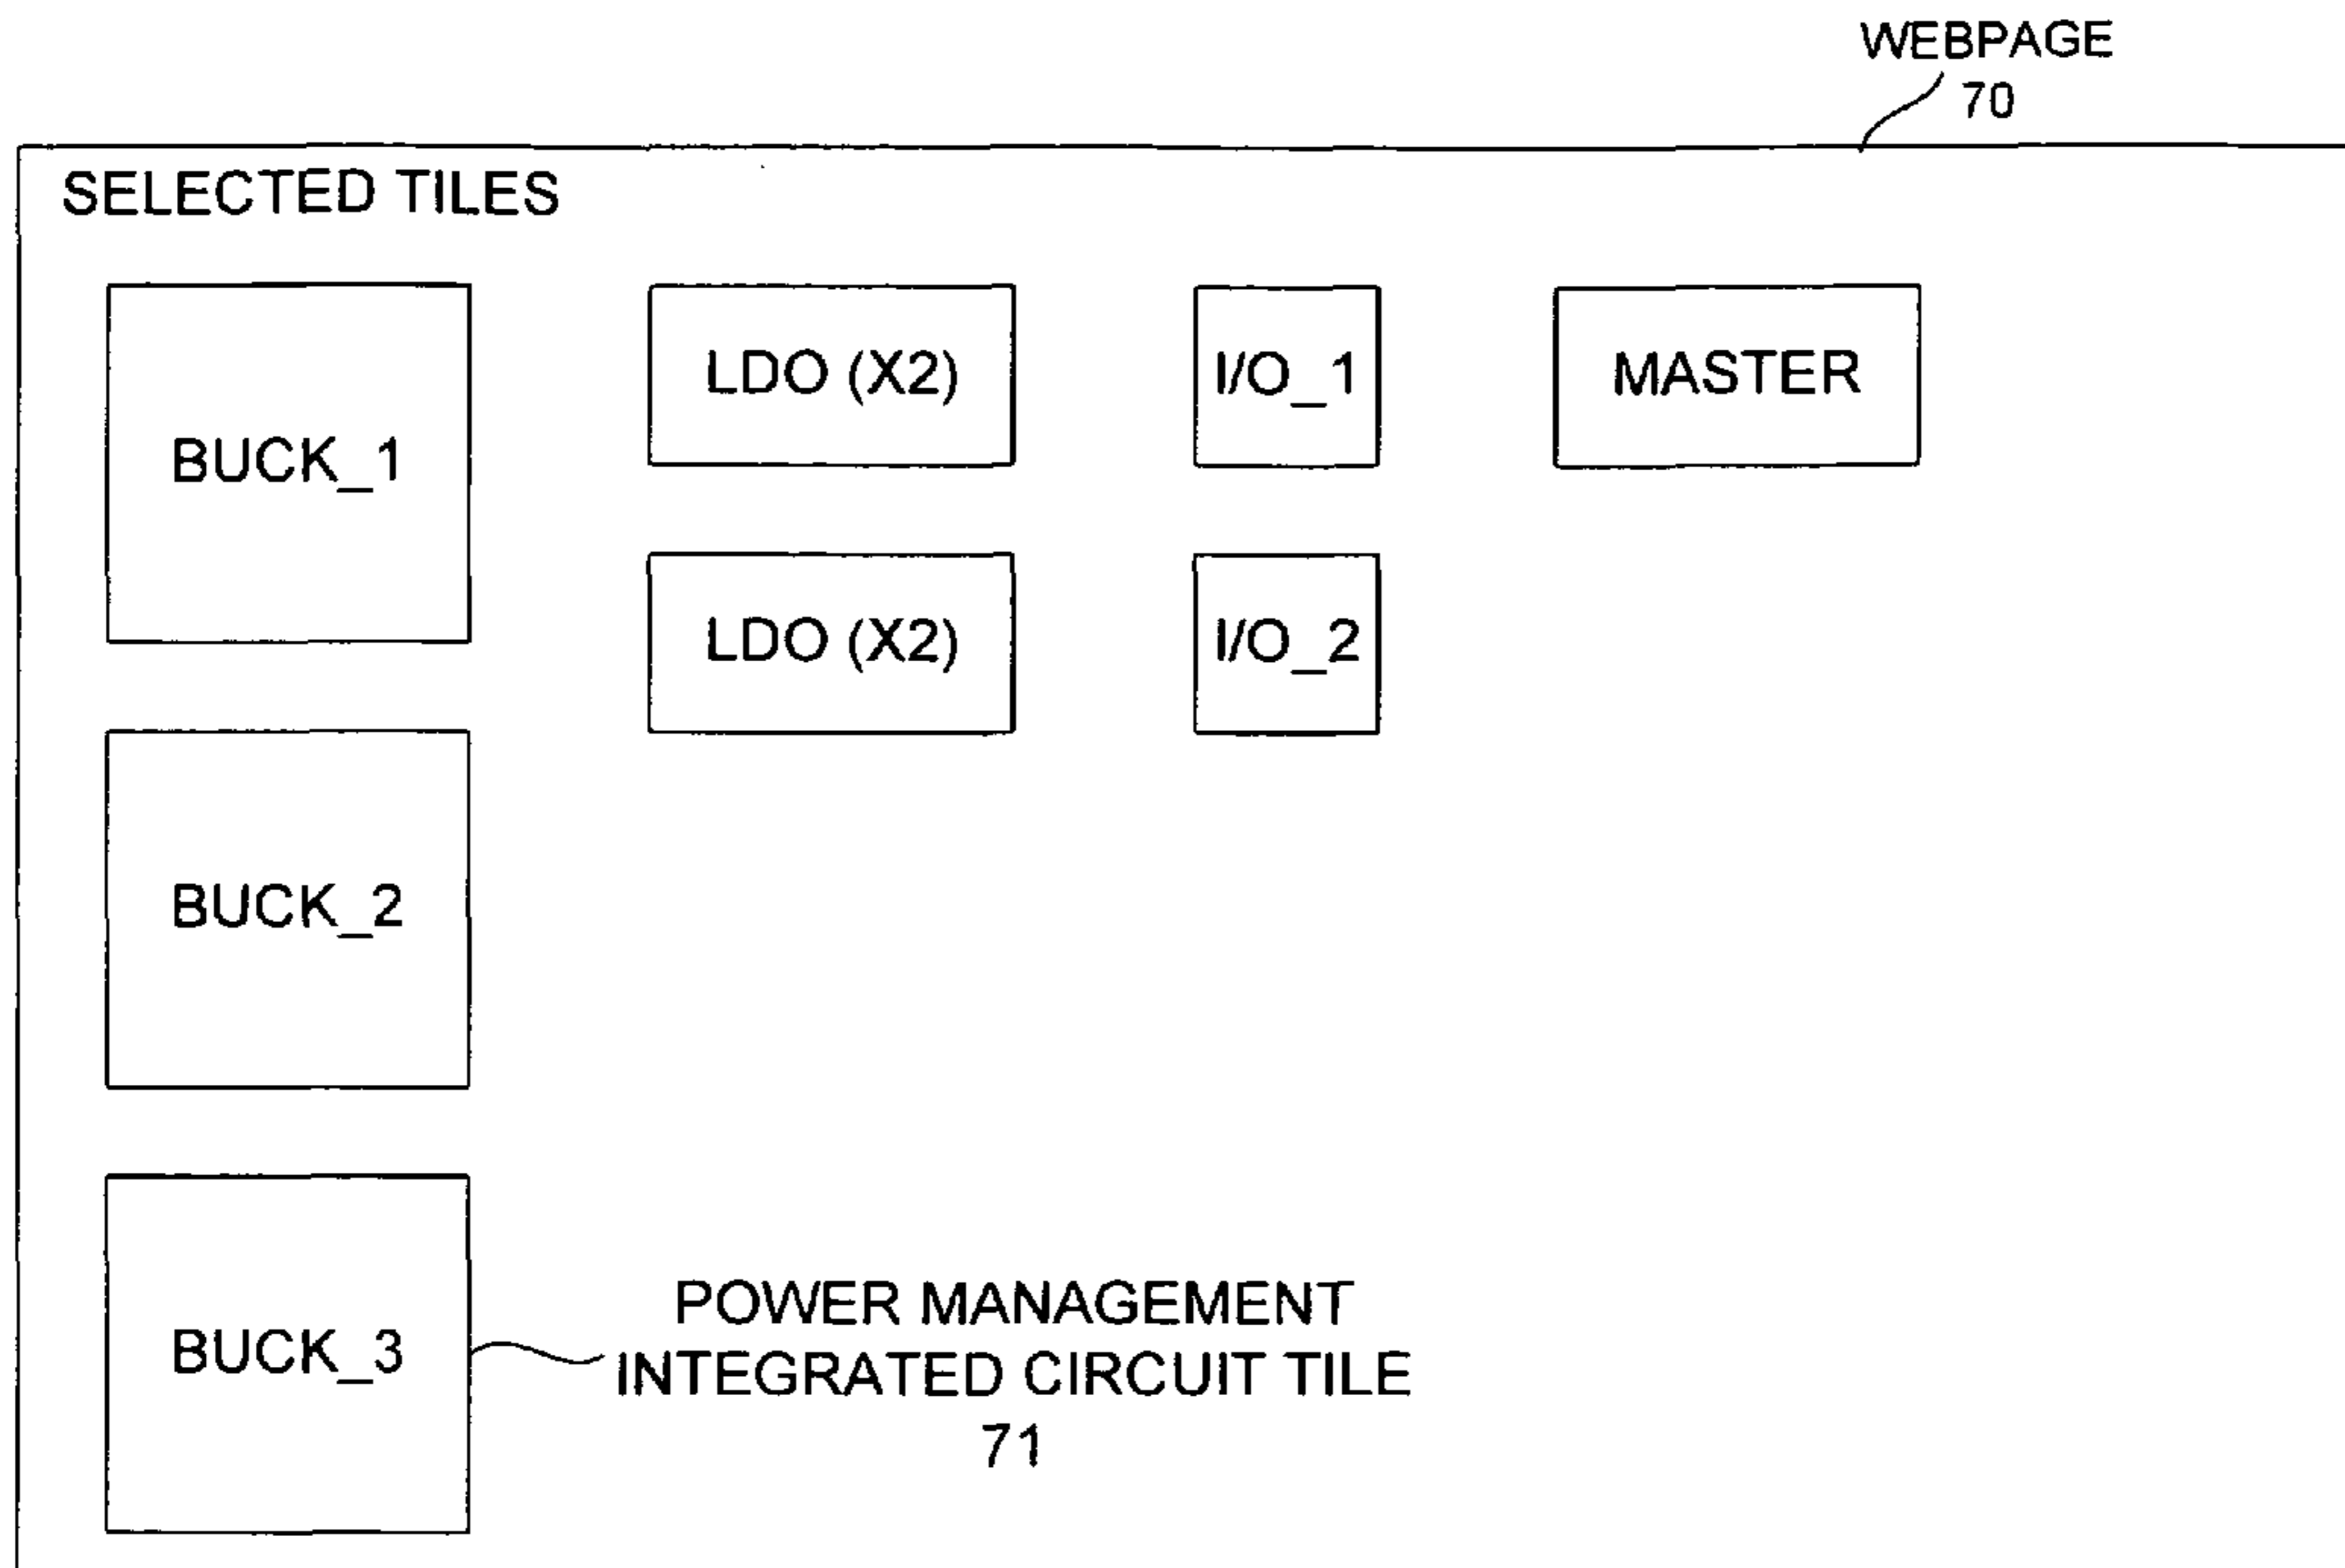 WEBPAGE
70
SELECTED TILES
BUCK_1
LDO (X2)
I/O_1
MASTER
LDO (X2)
I/O_2
BUCK_2
BUCK_3
POWER MANAGEMENT
INTEGRATED CIRCUIT TILE
71